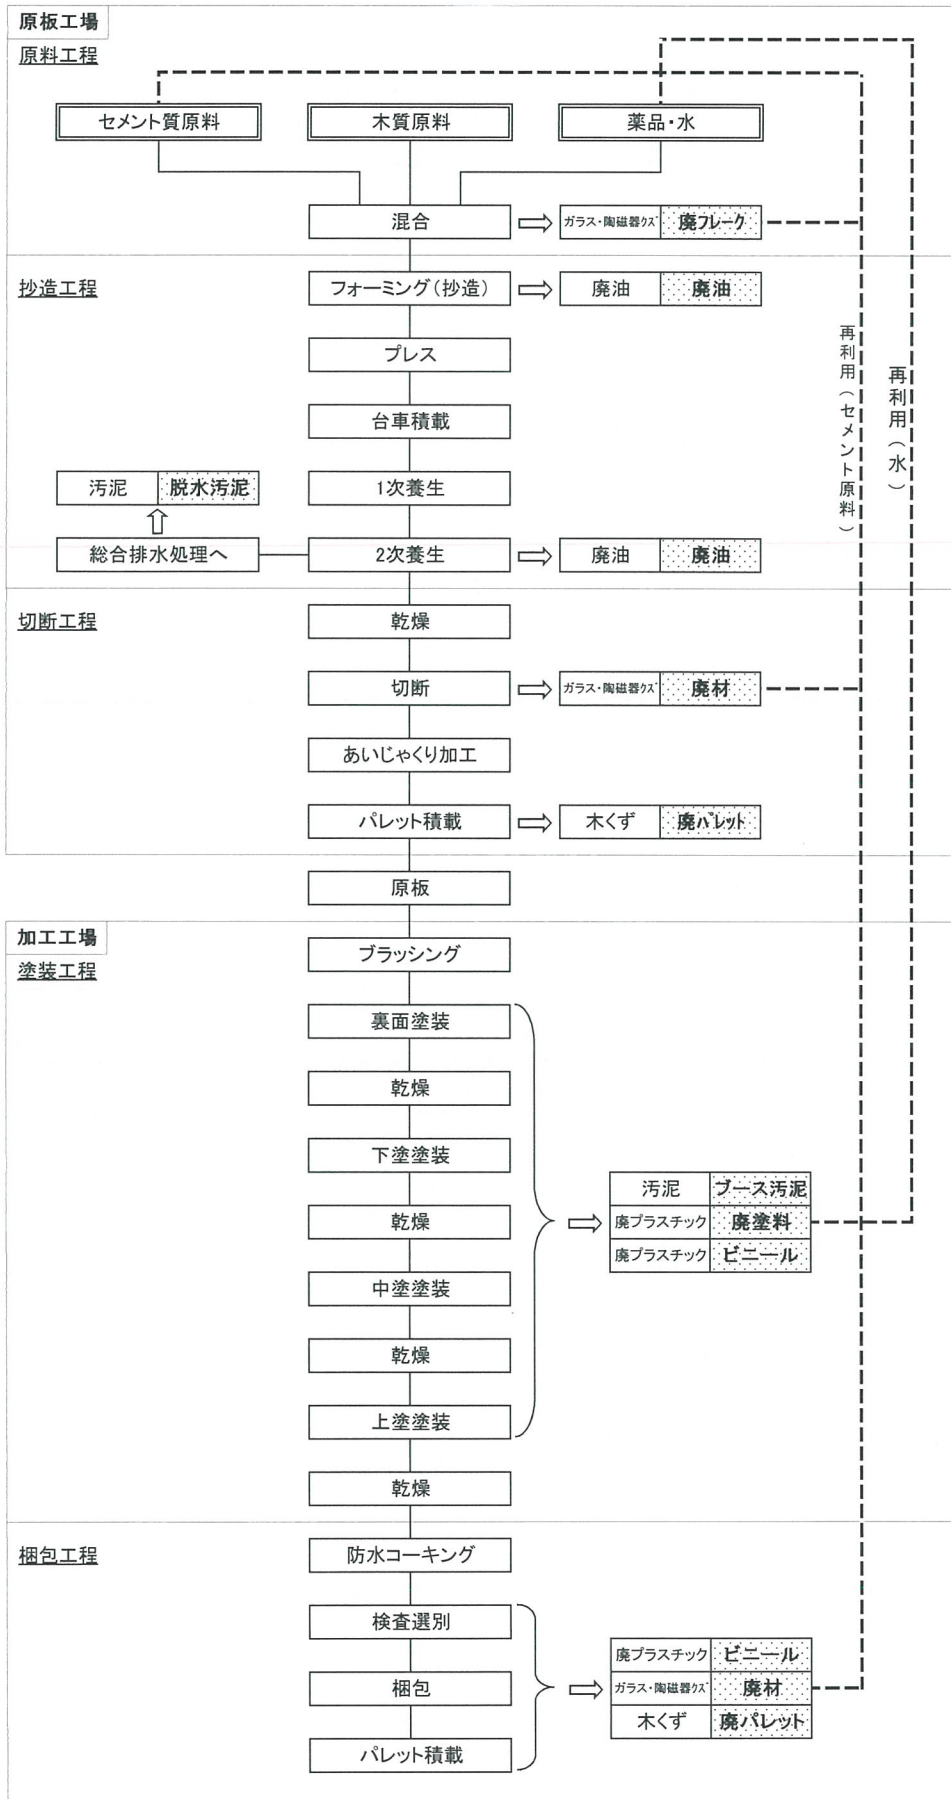 原板工場
原料工程
セメント質原料
木質原料
薬品・水
混合
ガラス・陶磁器クズ
廃フレーク
抄造工程
フォーミング(抄造)
廃油
廃油
プレス
台車積載
再利用(セメント原料)
再利用(水)
汚泥
脱水汚泥
1次養生
総合排水処理へ
2次養生
廃油
廃油
切断工程
乾燥
切断
ガラス・陶磁器クズ
廃材
あいじゃくり加工
パレット積載
木くず
廃パレット
原板
加工工場
塗装工程
ブラッシング
裏面塗装
乾燥
下塗塗装
汚泥
ブース汚泥
乾燥
廃プラスチック
廃塗料
廃プラスチック
ビニール
中塗塗装
乾燥
上塗塗装
乾燥
梱包工程
防水コーキング
検査選別
廃プラスチック
ビニール
梱包
ガラス・陶磁器クズ
廃材
木くず
廃パレット
パレット積載